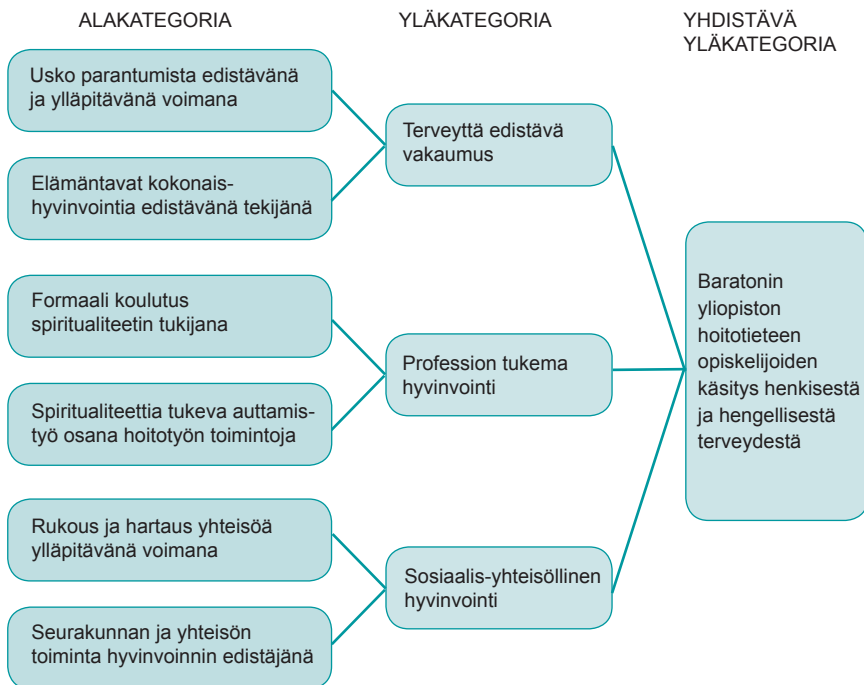 ALAKATEGORIA
YLÄKATEGORIA
YHDISTÄVÄ
YLÄKATEGORIA
Usko parantumista edistävänä
ja ylläpitävänä voimana
Elämäntavat kokonais-
hyvinvointia edistävänä tekijänä
Formaali koulutus
spiritualiteetin tukijana
Spiritualiteettia tukeva auttamis-
työ osana hoitotyön toimintoja
Rukous ja hartaus yhteisöä
ylläpitävänä voimana
Seurakunnan ja yhteisön
toiminta hyvinvoinnin edistäjänä
Terveyttä edistävä
vakaumus
Profession tukema
hyvinvointi
Sosiaalis-yhteisöllinen
hyvinvointi
Baratonin
yliopiston
hoitotieteen
opiskelijoiden
käsitys henkisestä
ja hengellisestä
terveydestä